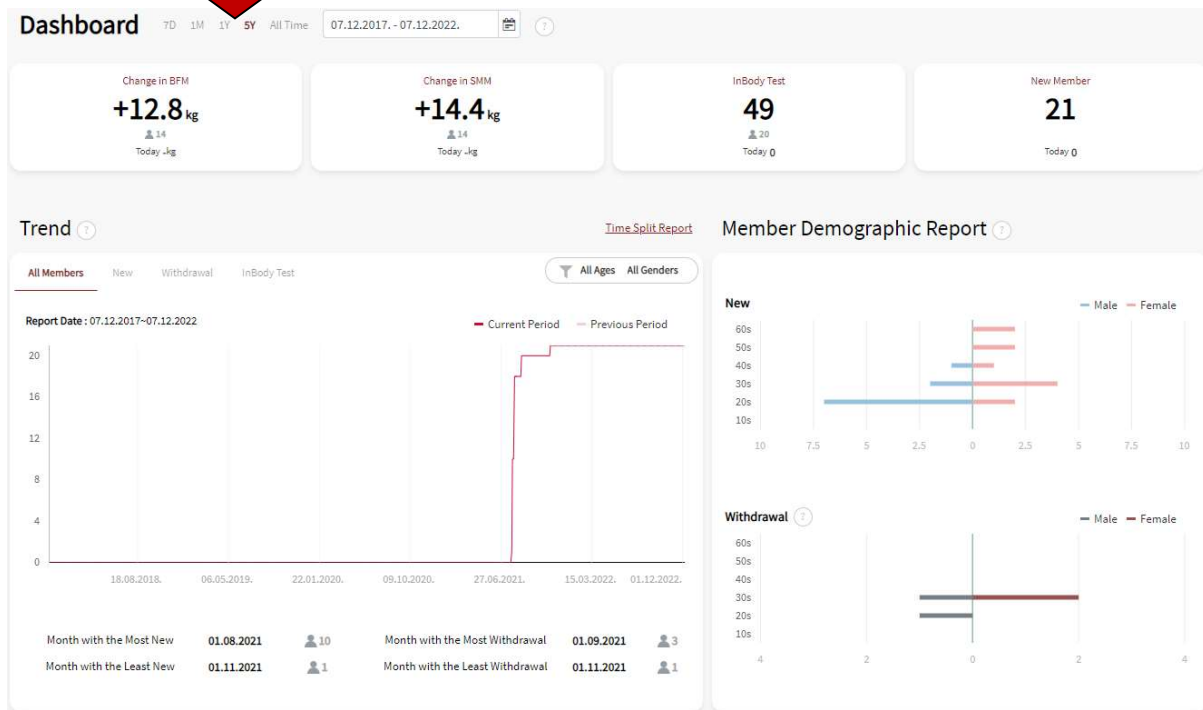 Dashboard 7D 1M 1Y 5Y All Time 07.12.2017. - 07.12.2022. ?
Change in BFM
+12.8 kg
14
Today -kg
Change in SMM
+14.4 kg
14
Today -kg
InBody Test
49
20
Today 0
New Member
21
Today 0
Trend ? Time Split Report
All Members New Withdrawal InBody Test All Ages All Genders
Report Date : 07.12.2017~07.12.2022 Current Period Previous Period
20
16
12
8
4
0
18.08.2018. 06.05.2019. 22.01.2020. 09.10.2020. 27.06.2021. 15.03.2022. 01.12.2022.
Month with the Most New 01.08.2021 10 Month with the Most Withdrawal 01.09.2021 3
Month with the Least New 01.11.2021 1 Month with the Least Withdrawal 01.11.2021 1
Member Demographic Report ?
New Male Female
60s
50s
40s
30s
20s
10s
10 7.5 5 2.5 0 2.5 5 7.5 10
Withdrawal ? Male Female
60s
50s
40s
30s
20s
10s
4 2 0 2 4